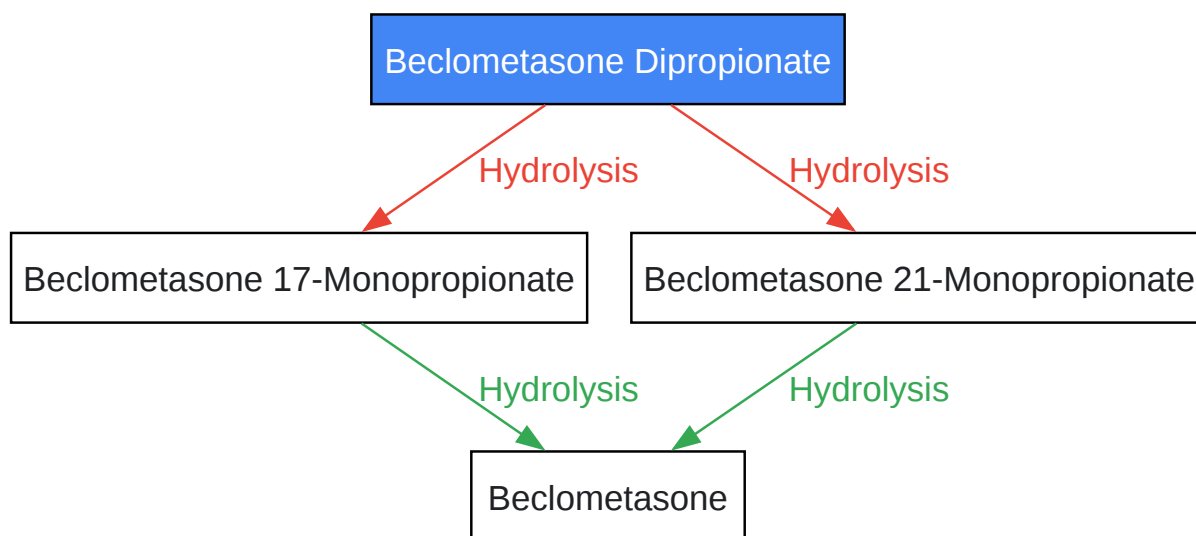 Beclometasone Dipropionate
Hydrolysis
Hydrolysis
Beclometasone 17-Monopropionate
Beclometasone 21-Monopropionate
Hydrolysis
Hydrolysis
Beclometasone